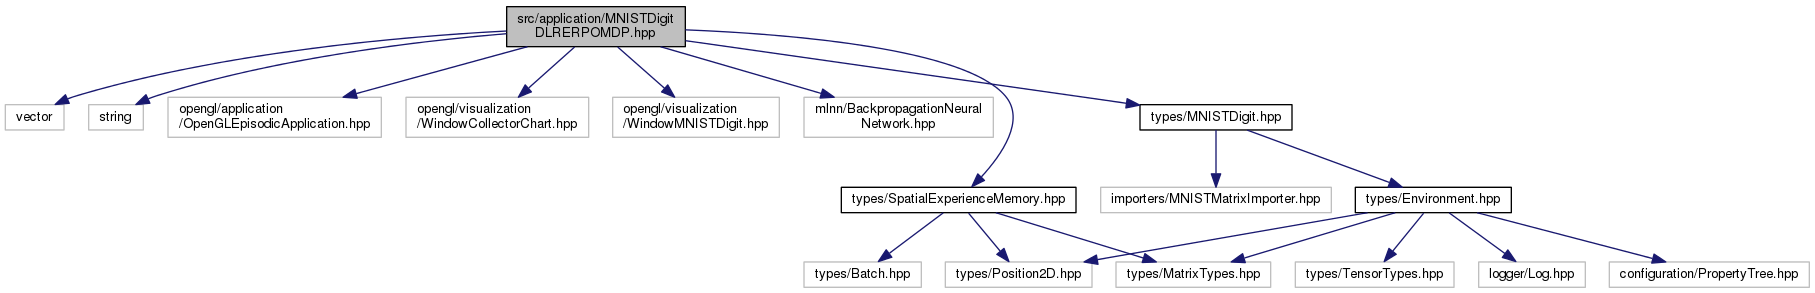 src/application/MNISTDigit
DLRERPOMDP.hpp
vector
string
opengl/application
/OpenGLEpisodicApplication.hpp
opengl/visualization
/WindowCollectorChart.hpp
opengl/visualization
/WindowMNISTDigit.hpp
mlnn/BackpropagationNeural
Network.hpp
types/MNISTDigit.hpp
types/SpatialExperienceMemory.hpp
importers/MNISTMatrixImporter.hpp
types/Environment.hpp
types/Batch.hpp
types/Position2D.hpp
types/MatrixTypes.hpp
types/TensorTypes.hpp
logger/Log.hpp
configuration/PropertyTree.hpp